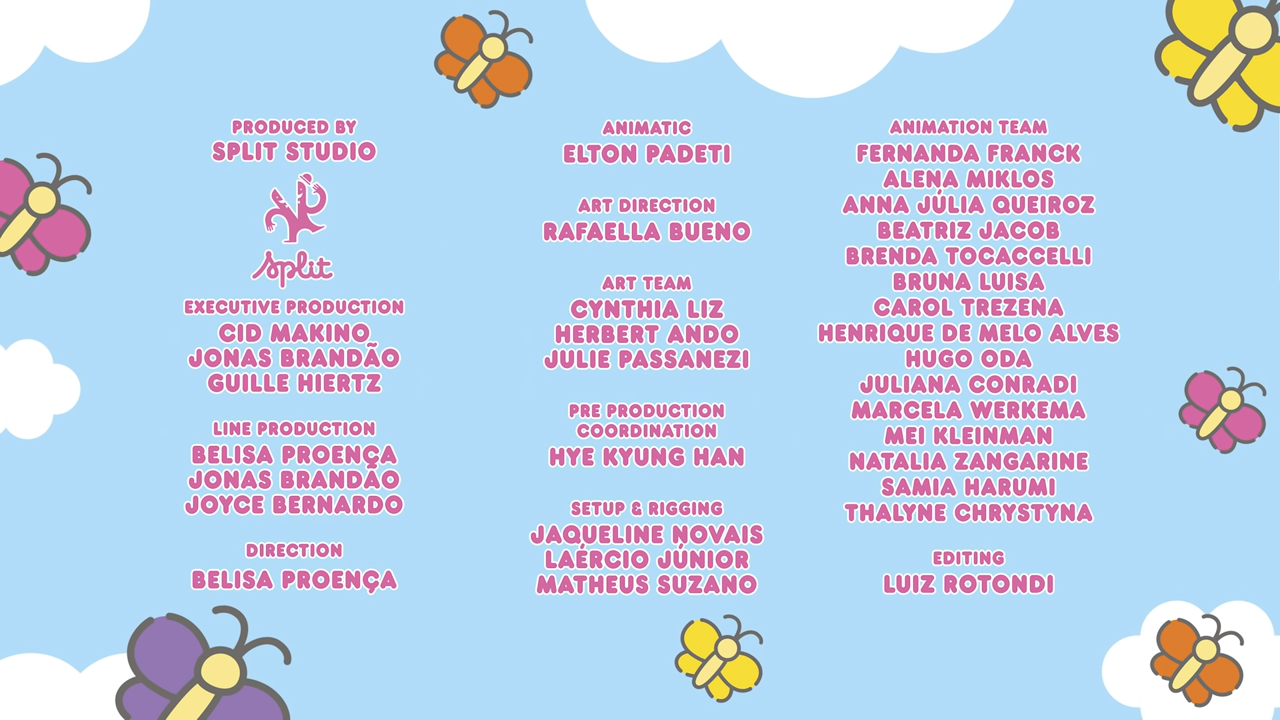 PRODUCED BY
SPLIT STUDIO
Split
EXECUTIVE PRODUCTION
CID MAKINO
JONAS BRANDÃO
GUILLE HIERTZ
LINE PRODUCTION
BELISA PROENÇA
JONAS BRANDÃO
JOYCE BERNARDO
DIRECTION
BELISA PROENÇA
ANIMATIC
ELTON PADETI
ART DIRECTION
RAFAELLA BUENO
ART TEAM
CYNTHIA LIZ
HERBERT ANDO
JULIE PASSANEZI
PRE PRODUCTION
COORDINATION
HYE KYUNG HAN
SETUP & RIGGING
JAQUELINE NOVAIS
LAÉRCIO JÚNIOR
MATHEUS SUZANO
ANIMATION TEAM
FERNANDA FRANCK
ALENA MIKLOS
ANNA JÚLIA QUEIROZ
BEATRIZ JACOB
BRENDA TOCACCELLI
BRUNA LUISA
CAROL TREZENA
HENRIQUE DE MELO ALVES
HUGO ODA
JULIANA CONRADI
MARCELA WERKEMA
MEI KLEINMAN
NATALIA ZANGARINE
SAMIA HARUMI
THALYNE CHRYSTYNA
EDITING
LUIZ ROTONDI